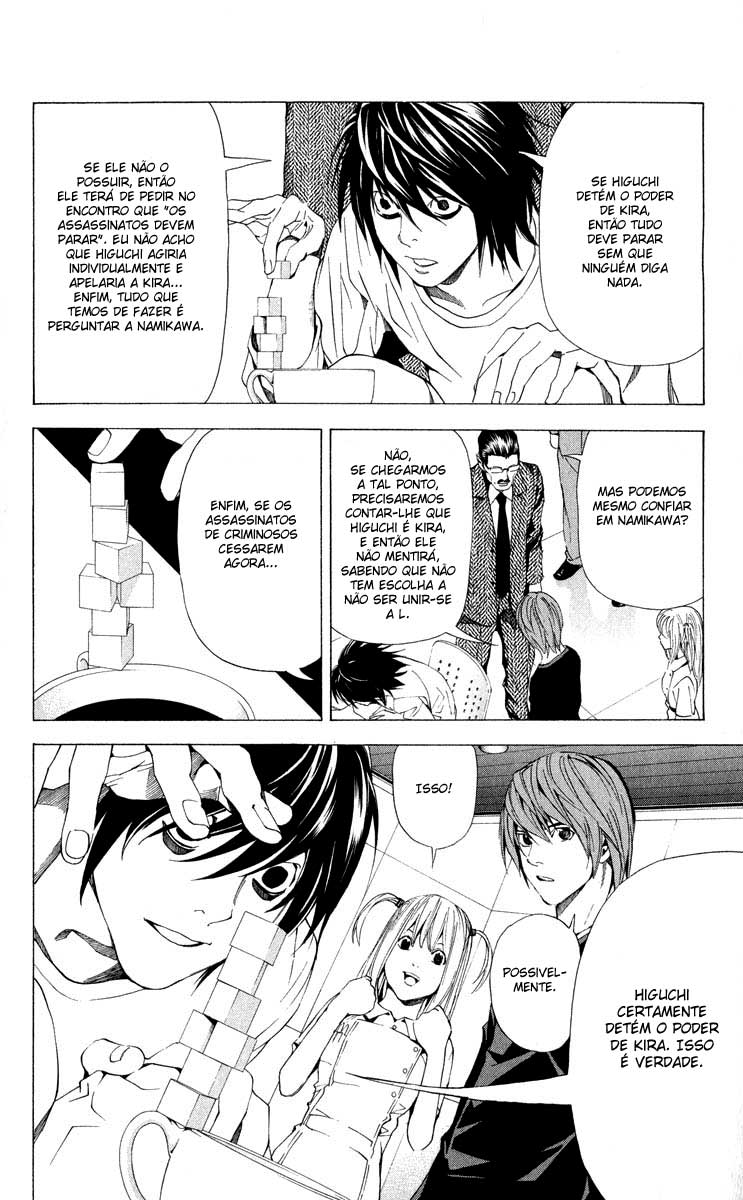 SE HIGUCHI
DETÉM O PODER
DE KIRA,
ENTÃO TUDO
DEVE PARAR
SEM QUE
NINGUÉM DIGA
NADA.
SE ELE NÃO O
POSSUIR, ENTÃO
ELE TERÁ DE PEDIR NO
ENCONTRO QUE "OS
ASSASSINATOS DEVEM
PARAR". EU NÃO ACHO
QUE HIGUCHI AGIRIA
INDIVIDUALMENTE E
APELARIA A KIRA...
ENFIM, TUDO QUE
TEMOS DE FAZER É
PERGUNTAR A NAMIKAWA.
MAS PODEMOS
MESMO CONFIAR
EM NAMIKAWA?
NÃO,
SE CHEGARMOS
A TAL PONTO,
PRECISAREMOS
CONTAR-LHE QUE
HIGUCHI É KIRA,
E ENTÃO ELE
NÃO MENTIRÁ,
SABENDO QUE NÃO
TEM ESCOLHA A
NÃO SER UNIR-SE
A L.
ENFIM, SE OS
ASSASSINATOS
DE CRIMINOSOS
CESSAREM
AGORA...
HIGUCHI
CERTAMENTE
DETÉM O PODER
DE KIRA. ISSO
É VERDADE.
POSSIVEL-
MENTE.
ISSO!